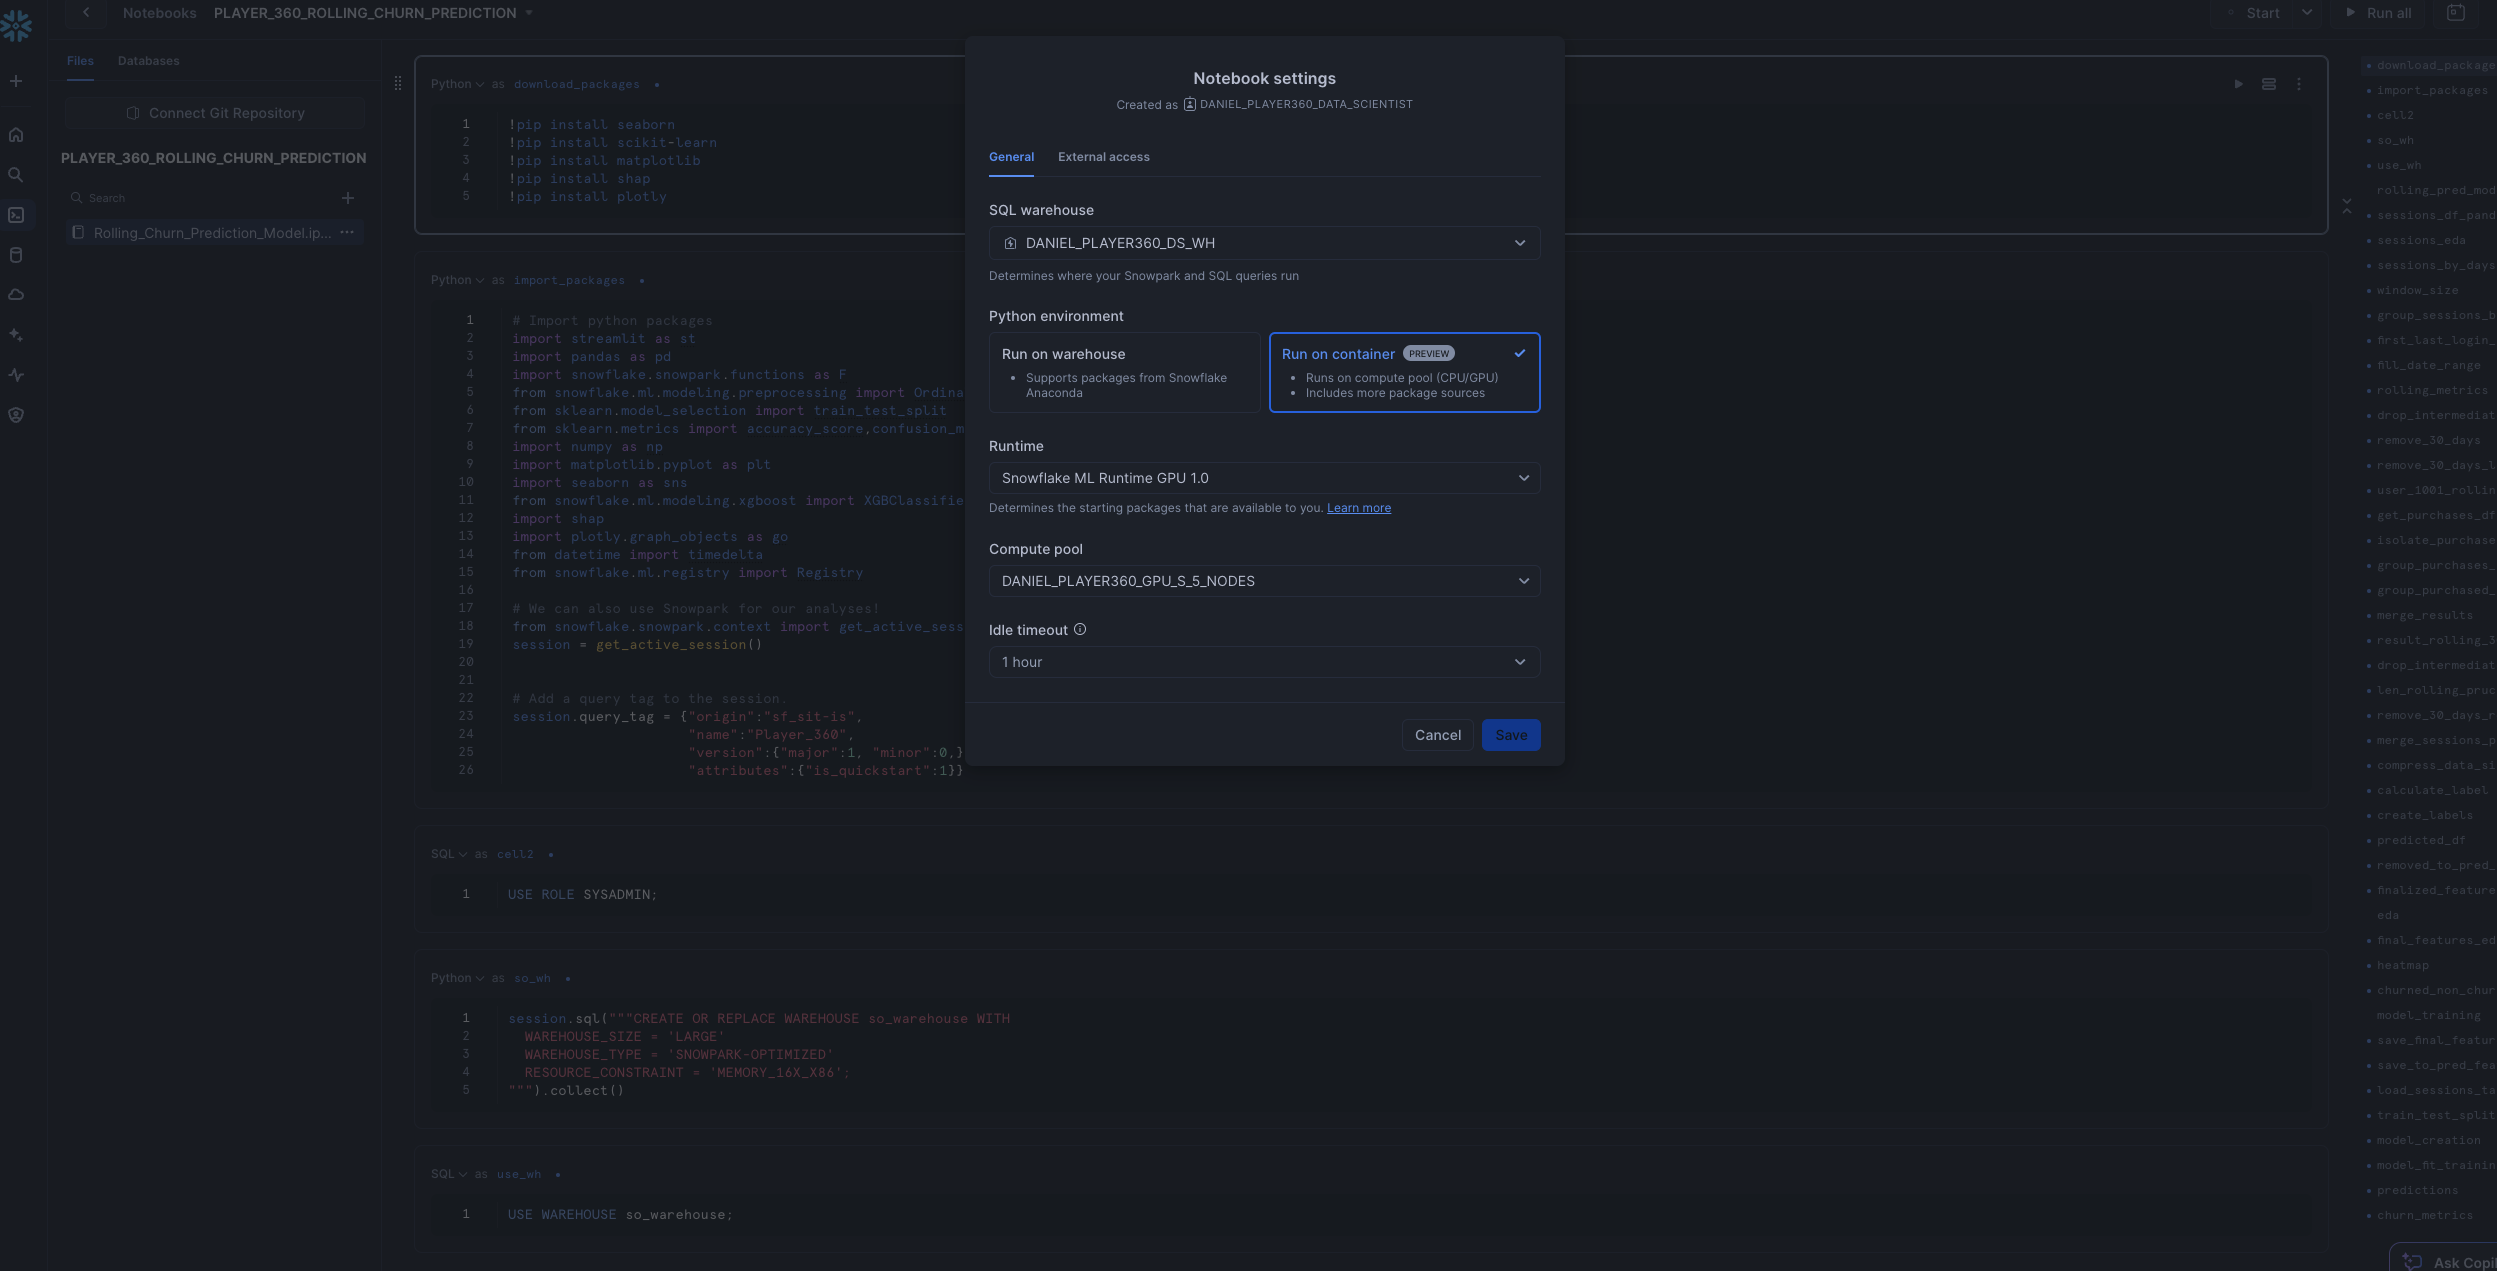 Notebooks PLAYER_360_ROLLING_CHURN_PREDICTION
Start
Run all
Files Databases
Connect Git Repository
PLAYER_360_ROLLING_CHURN_PREDICTION
Search
Rolling_Churn_Prediction_Model.ip...
Python as download_packages
1 !pip install seaborn
2 !pip install scikit-learn
3 !pip install matplotlib
4 !pip install shap
5 !pip install plotly
Python as import_packages
1 # Import python packages
2 import streamlit as st
3 import pandas as pd
4 import snowflake.snowpark.functions as F
5 from snowflake.ml.modeling.preprocessing import Ordina
6 from sklearn.model_selection import train_test_split
7 from sklearn.metrics import accuracy_score,confusion_m
8 import numpy as np
9 import matplotlib.pyplot as plt
10 import seaborn as sns
11 from snowflake.ml.modeling.xgboost import XGBClassifie
12 import shap
13 import plotly.graph_objects as go
14 from datetime import timedelta
15 from snowflake.ml.registry import Registry
16
17 # We can also use Snowpark for our analyses!
18 from snowflake.snowpark.context import get_active_sess
19 session = get_active_session()
20
21
22 # Add a query tag to the session.
23 session.query_tag = {"origin":"sf_sit-is",
24 "name":"Player_360",
25 "version":{"major":1, "minor":0,}
26 "attributes":{"is_quickstart":1}}
SQL as cell2
1 USE ROLE SYSADMIN;
Python as so_wh
1 session.sql("""CREATE OR REPLACE WAREHOUSE so_warehouse WITH
2 WAREHOUSE_SIZE = 'LARGE'
3 WAREHOUSE_TYPE = 'SNOWPARK-OPTIMIZED'
4 RESOURCE_CONSTRAINT = 'MEMORY_16X_X86';
5 """).collect()
SQL as use_wh
1 USE WAREHOUSE so_warehouse;
Notebook settings
Created as DANIEL_PLAYER360_DATA_SCIENTIST
General External access
SQL warehouse
DANIEL_PLAYER360_DS_WH
Determines where your Snowpark and SQL queries run
Python environment
Run on warehouse
• Supports packages from Snowflake
Anaconda
Run on container PREVIEW
• Runs on compute pool (CPU/GPU)
• Includes more package sources
Runtime
Snowflake ML Runtime GPU 1.0
Determines the starting packages that are available to you. Learn more
Compute pool
DANIEL_PLAYER360_GPU_S_5_NODES
Idle timeout
1 hour
Cancel Save
download_package
import_packages
cell2
so_wh
use_wh
rolling_pred_mod
sessions_df_pand
sessions_eda
sessions_by_days
window_size
group_sessions_b
first_last_login_
fill_date_range
rolling_metrics
drop_intermediat
remove_30_days
remove_30_days_l
user_1001_rollin
get_purchases_df
isolate_purchase
group_purchases_
group_purchased_
merge_results
result_rolling_3
drop_intermediat
len_rolling_pruc
remove_30_days_r
merge_sessions_p
compress_data_si
calculate_label
create_labels
predicted_df
removed_to_pred_
finalized_feature
eda
final_features_ed
heatmap
churned_non_chur
model_training
save_final_featur
save_to_pred_fea
load_sessions_ta
train_test_split
model_creation
model_fit_trainin
predictions
churn_metrics
Ask Copi